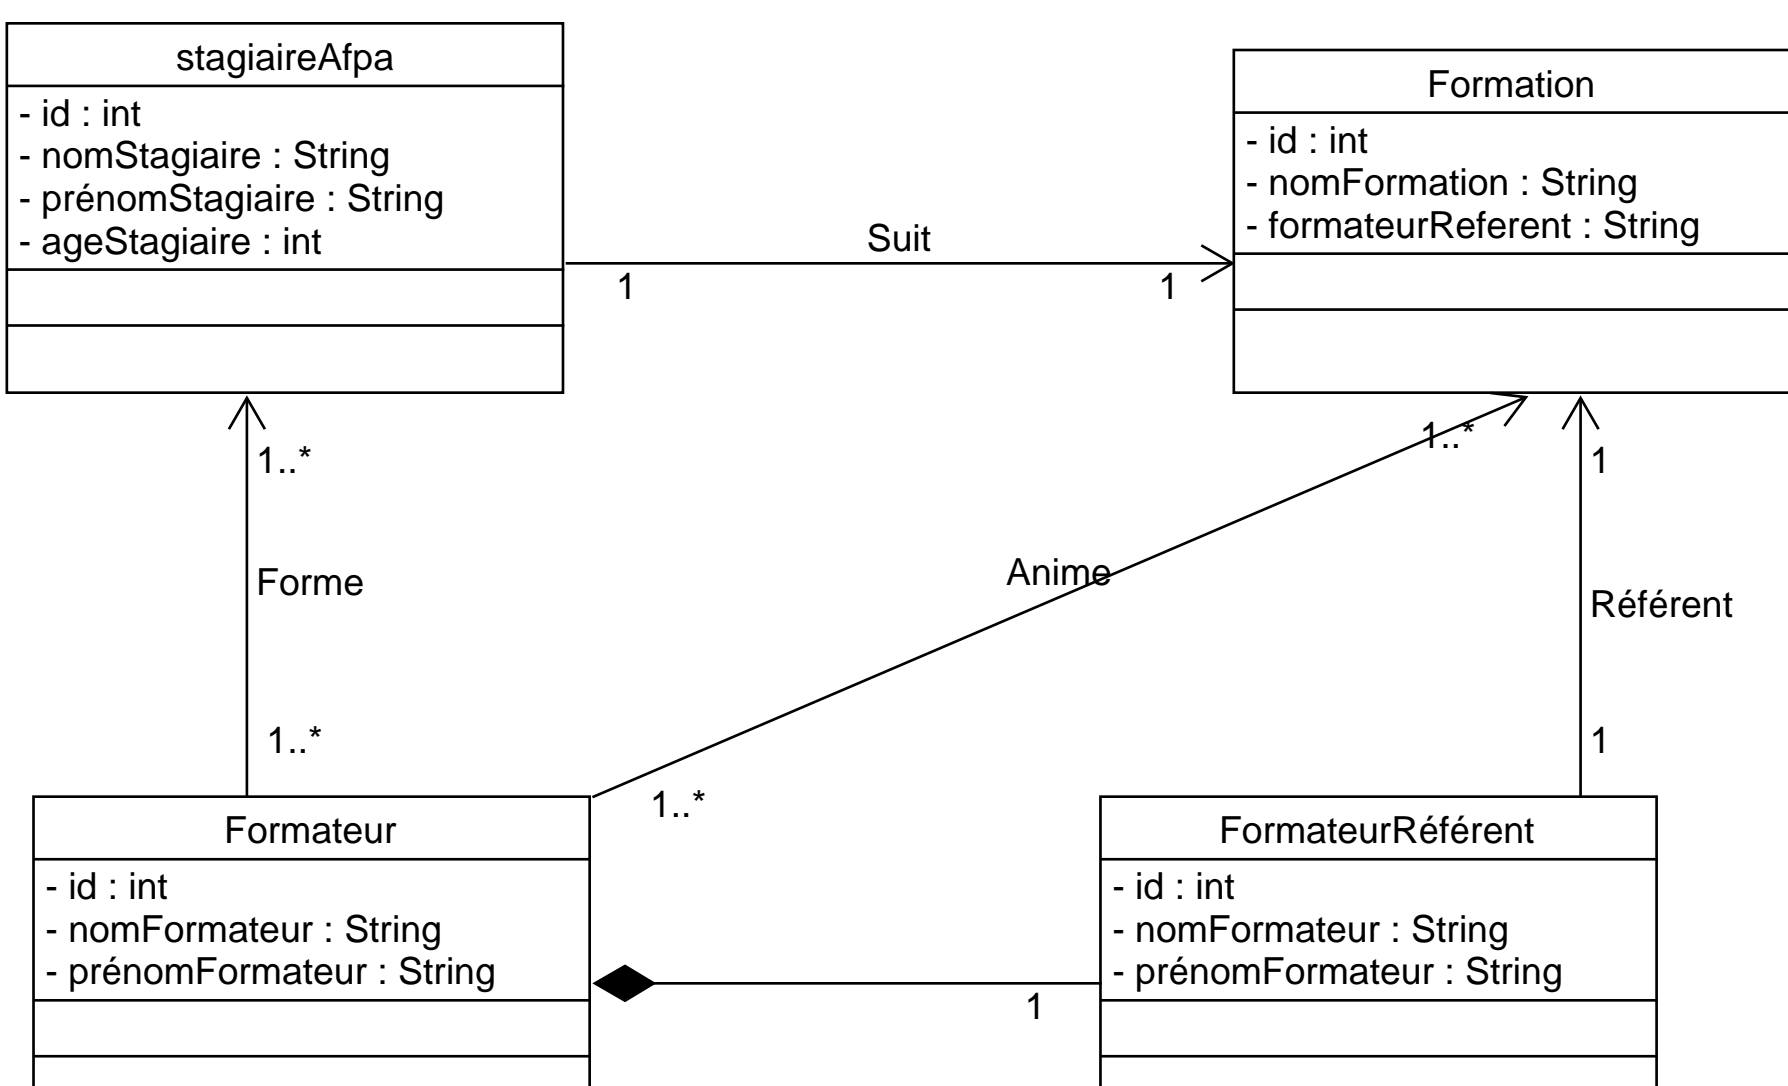 stagiaireAfpa
- id : int
- nomStagiaire : String
- prénomStagiaire : String
- ageStagiaire : int
Formation
- id : int
- nomFormation : String
- formateurReferent : String
Suit
1
1
1..*
Forme
1..*
1..*
Anime
1..*
1
Référent
1
Formateur
- id : int
- nomFormateur : String
- prénomFormateur : String
1
FormateurRéférent
- id : int
- nomFormateur : String
- prénomFormateur : String